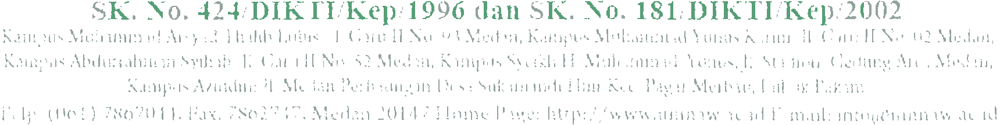 SK. No. 424/DIKTI/Kep/1996 dan SK. No. 181/DIKTI/Kep/2002
Kampus Muhammad Arsyad Thalib Lubis Jl. Garu II No. 93 Medan, Kampus Muhammad Yunus Karim Jl. Garu II No. 02 Medan,
Kampus Abdurrahman Syihab Jl. Garu II No. 52 Medan, Kampus Syeikh H. Muhammad Yunus, Jl. Stadion/Gedung Arca Medan,
Kampus Azizddin Jl. Medan Perbaungan Desa Sukamandi Hilir Kec. Pagar Merbau, Lubuk Pakam
Telp. (061) 7867044, Fax. 7862747, Medan 20147 Home Page: http://www.umnaw.ac.id E-mail: info@umnaw.ac.id